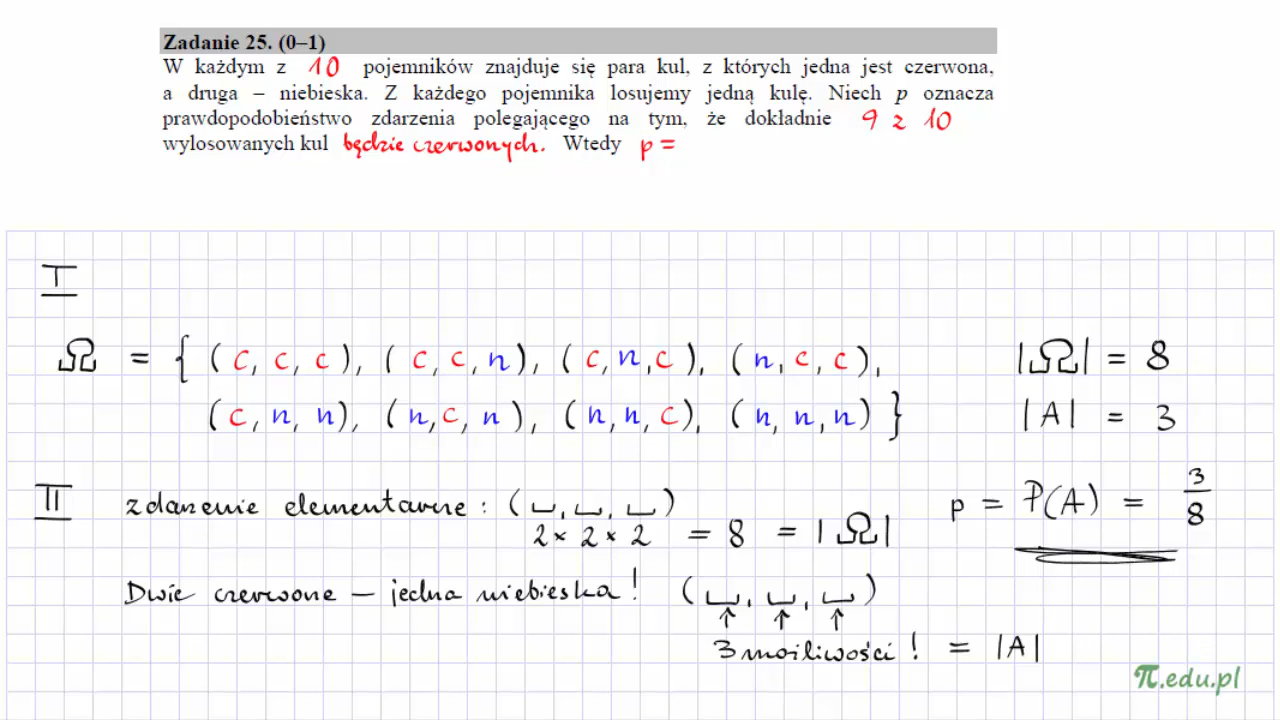 Zadanie 25. (0–1)
W każdym z 10 pojemników znajduje się para kul, z których jedna jest czerwona,
a druga – niebieska. Z każdego pojemnika losujemy jedną kulę. Niech p oznacza
prawdopodobieństwo zdarzenia polegającego na tym, że dokładnie 9 z 10
wylosowanych kul będzie czerwonych. Wtedy p =
I
Ω = { (c, c, c), (c, c, n), (c, n, c), (n, c, c), |Ω| = 8
(c, n, n), (n, c, n), (n, n, c), (n, n, n) } |A| = 3
II zdarzenie elementarne : (␣, ␣, ␣) p = P(A) = 3/8
2 × 2 × 2 = 8 = |Ω|
Dwie czerwone – jedna niebieska! (␣, ␣, ␣)
↑ ↑ ↑
3 możliwości! = |A|
π.edu.pl